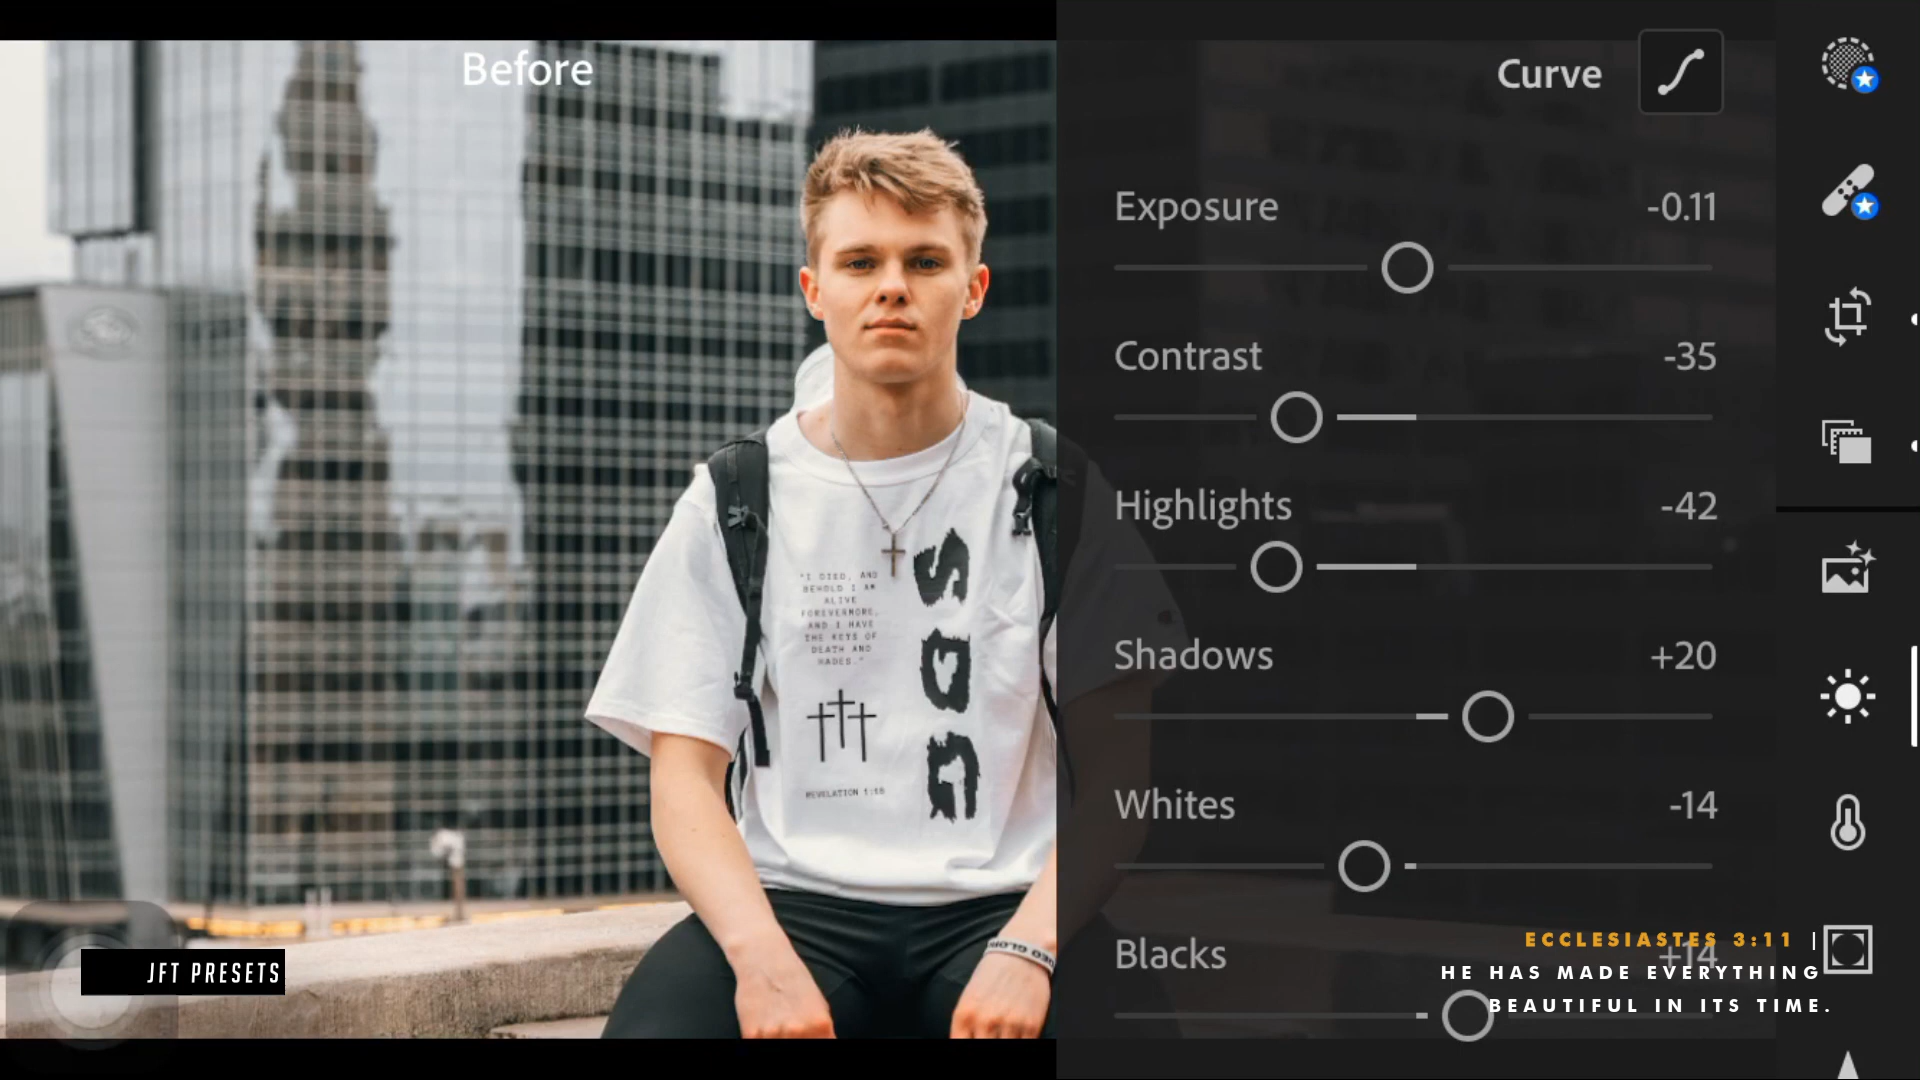 Before
Curve
Exposure -0.11
Contrast -35
Highlights -42
Shadows +20
Whites -14
Blacks +14
"I DIED, AND
BEHOLD I AM
ALIVE
FOREVERMORE,
AND I HAVE
THE KEYS OF
DEATH AND
HADES."
REVELATION 1:18
JFT PRESETS
ECCLESIASTES 3:11 |
HE HAS MADE EVERYTHING
BEAUTIFUL IN ITS TIME.